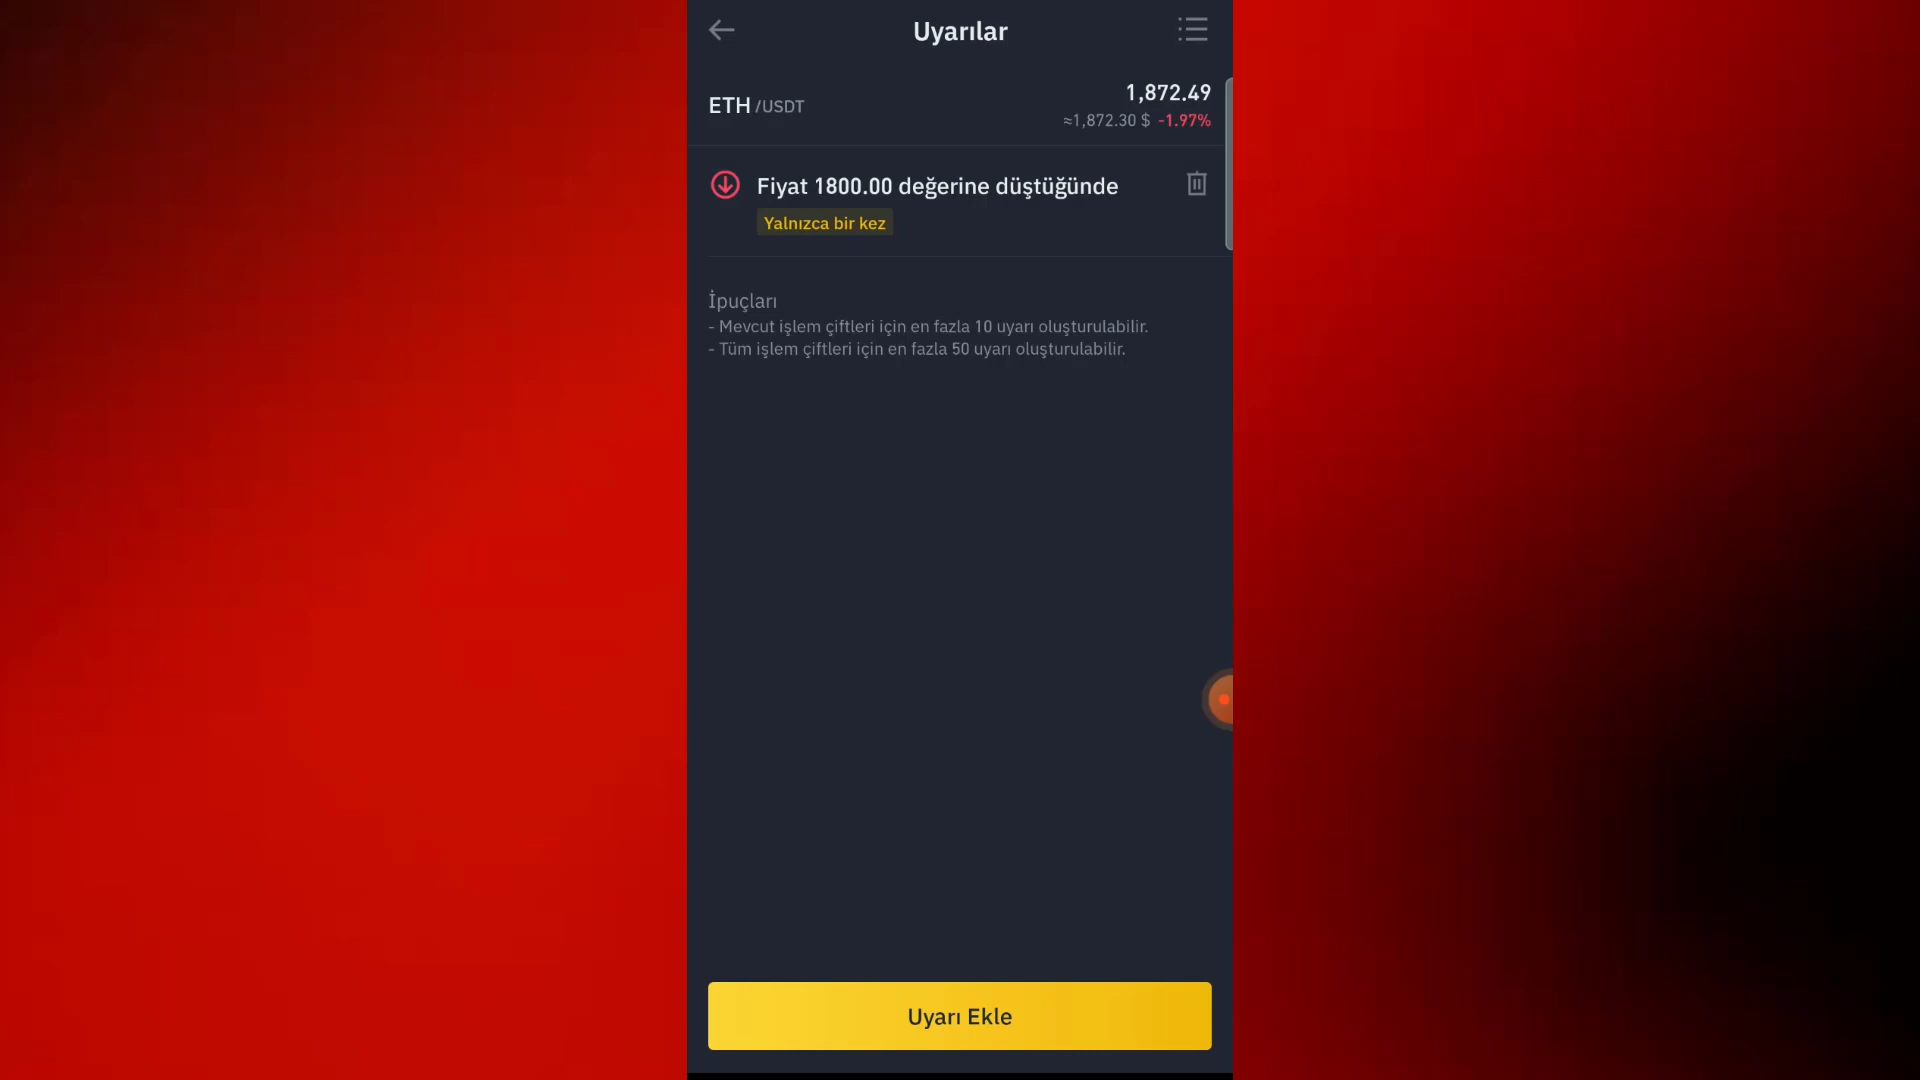 Uyarılar
ETH /USDT
1,872.49
≈1,872.30 $ -1.97%
Fiyat 1800.00 değerine düştüğünde
Yalnızca bir kez
İpuçları
- Mevcut işlem çiftleri için en fazla 10 uyarı oluşturulabilir.
- Tüm işlem çiftleri için en fazla 50 uyarı oluşturulabilir.
Uyarı Ekle